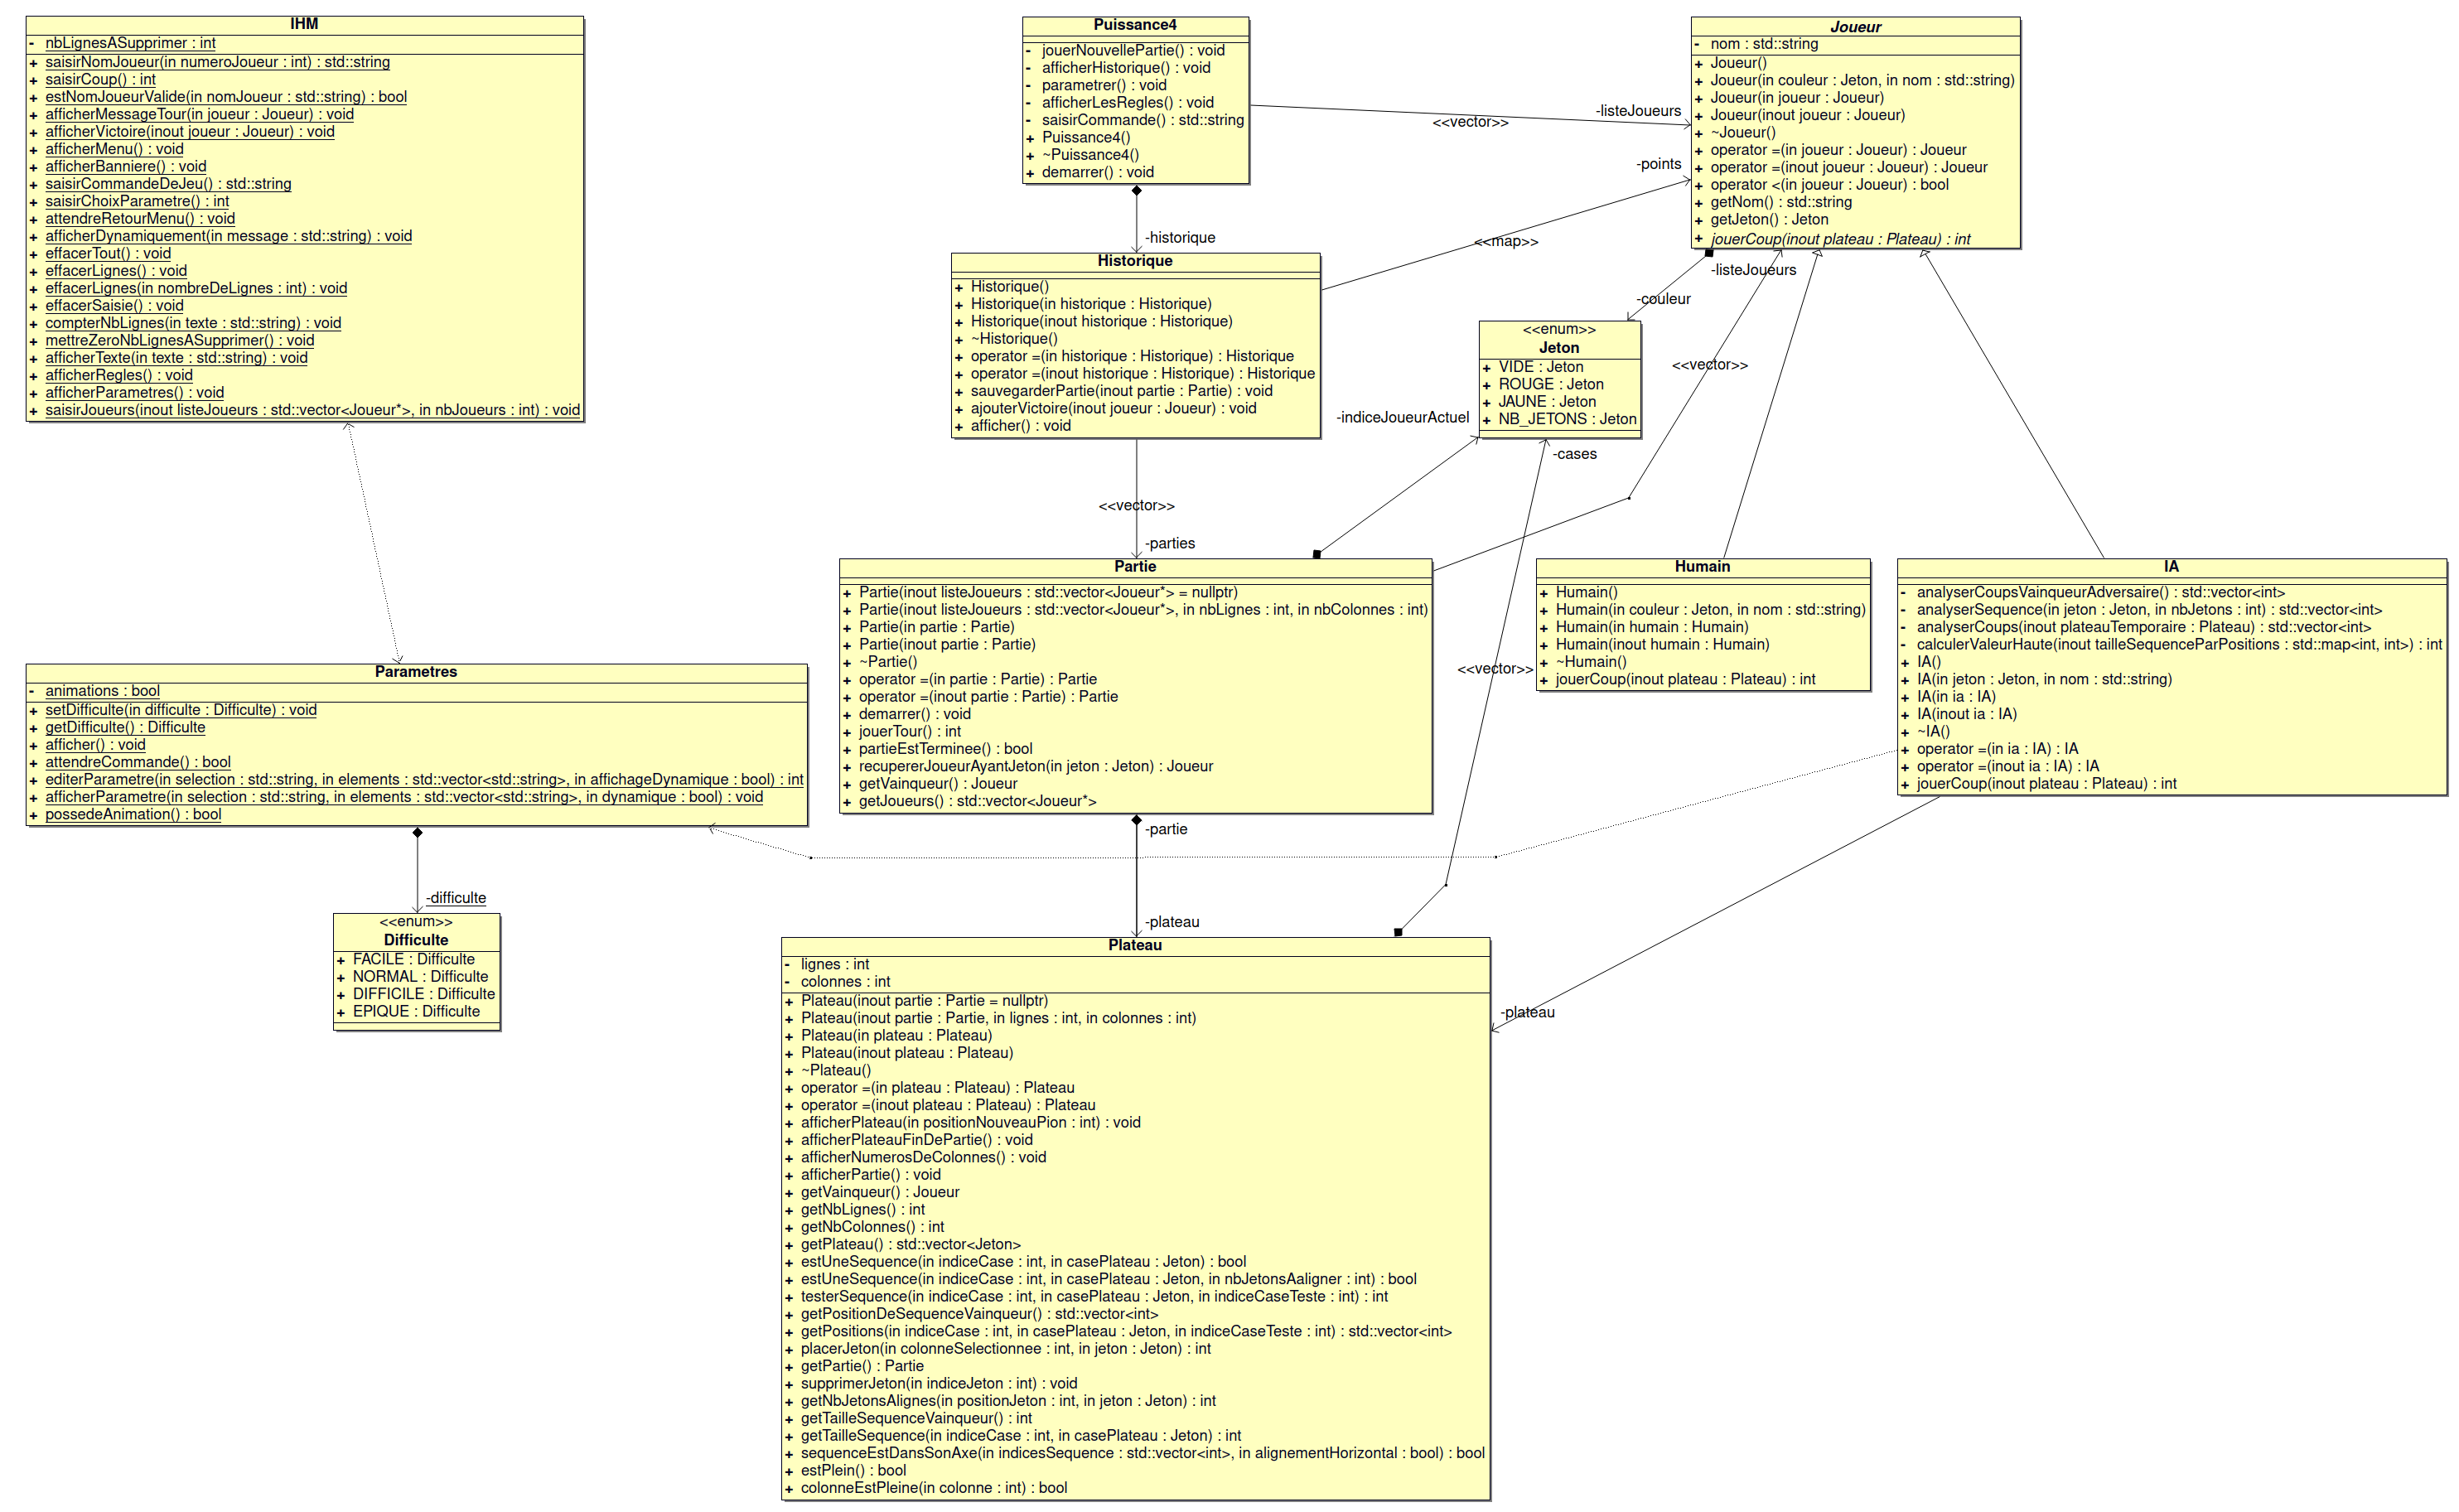 IHM
- nbLignesASupprimer : int
+ saisirNomJoueur(in numeroJoueur : int) : std::string
+ saisirCoup() : int
+ estNomJoueurValide(in nomJoueur : std::string) : bool
+ afficherMessageTour(in joueur : Joueur) : void
+ afficherVictoire(inout joueur : Joueur) : void
+ afficherMenu() : void
+ afficherBanniere() : void
+ saisirCommandeDeJeu() : std::string
+ saisirChoixParametre() : int
+ attendreRetourMenu() : void
+ afficherDynamiquement(in message : std::string) : void
+ effacerTout() : void
+ effacerLignes() : void
+ effacerLignes(in nombreDeLignes : int) : void
+ effacerSaisie() : void
+ compterNbLignes(in texte : std::string) : void
+ mettreZeroNbLignesASupprimer() : void
+ afficherTexte(in texte : std::string) : void
+ afficherRegles() : void
+ afficherParametres() : void
+ saisirJoueurs(inout listeJoueurs : std::vector<Joueur*>, in nbJoueurs : int) : void
Puissance4
- jouerNouvellePartie() : void
- afficherHistorique() : void
- parametrer() : void
- afficherLesRegles() : void
- saisirCommande() : std::string
+ Puissance4()
+ ~Puissance4()
+ demarrer() : void
-listeJoueurs
<<vector>>
-points
<<map>>
-historique
Joueur
- nom : std::string
+ Joueur()
+ Joueur(in couleur : Jeton, in nom : std::string)
+ Joueur(in joueur : Joueur)
+ Joueur(inout joueur : Joueur)
+ ~Joueur()
+ operator =(in joueur : Joueur) : Joueur
+ operator =(inout joueur : Joueur) : Joueur
+ operator <(in joueur : Joueur) : bool
+ getNom() : std::string
+ getJeton() : Jeton
+ jouerCoup(inout plateau : Plateau) : int
Historique
+ Historique()
+ Historique(in historique : Historique)
+ Historique(inout historique : Historique)
+ ~Historique()
+ operator =(in historique : Historique) : Historique
+ operator =(inout historique : Historique) : Historique
+ sauvegarderPartie(inout partie : Partie) : void
+ ajouterVictoire(inout joueur : Joueur) : void
+ afficher() : void
-listeJoueurs
-couleur
<<vector>>
<<enum>>
Jeton
+ VIDE : Jeton
+ ROUGE : Jeton
+ JAUNE : Jeton
+ NB_JETONS : Jeton
-indiceJoueurActuel
-cases
<<vector>>
-parties
Partie
+ Partie(inout listeJoueurs : std::vector<Joueur*> = nullptr)
+ Partie(inout listeJoueurs : std::vector<Joueur*>, in nbLignes : int, in nbColonnes : int)
+ Partie(in partie : Partie)
+ Partie(inout partie : Partie)
+ ~Partie()
+ operator =(in partie : Partie) : Partie
+ operator =(inout partie : Partie) : Partie
+ demarrer() : void
+ jouerTour() : int
+ partieEstTerminee() : bool
+ recupererJoueurAyantJeton(in jeton : Jeton) : Joueur
+ getVainqueur() : Joueur
+ getJoueurs() : std::vector<Joueur*>
<<vector>>
Humain
+ Humain()
+ Humain(in couleur : Jeton, in nom : std::string)
+ Humain(in humain : Humain)
+ Humain(inout humain : Humain)
+ ~Humain()
+ jouerCoup(inout plateau : Plateau) : int
IA
- analyserCoupsVainqueurAdversaire() : std::vector<int>
- analyserSequence(in jeton : Jeton, in nbJetons : int) : std::vector<int>
- analyserCoups(inout plateauTemporaire : Plateau) : std::vector<int>
- calculerValeurHaute(inout tailleSequenceParPositions : std::map<int, int>) : int
+ IA()
+ IA(in jeton : Jeton, in nom : std::string)
+ IA(in ia : IA)
+ IA(inout ia : IA)
+ ~IA()
+ operator =(in ia : IA) : IA
+ operator =(inout ia : IA) : IA
+ jouerCoup(inout plateau : Plateau) : int
Parametres
- animations : bool
+ setDifficulte(in difficulte : Difficulte) : void
+ getDifficulte() : Difficulte
+ afficher() : void
+ attendreCommande() : bool
+ editerParametre(in selection : std::string, in elements : std::vector<std::string>, in affichageDynamique : bool) : int
+ afficherParametre(in selection : std::string, in elements : std::vector<std::string>, in dynamique : bool) : void
+ possedeAnimation() : bool
-difficulte
<<enum>>
Difficulte
+ FACILE : Difficulte
+ NORMAL : Difficulte
+ DIFFICILE : Difficulte
+ EPIQUE : Difficulte
-partie
-plateau
-plateau
Plateau
- lignes : int
- colonnes : int
+ Plateau(inout partie : Partie = nullptr)
+ Plateau(inout partie : Partie, in lignes : int, in colonnes : int)
+ Plateau(in plateau : Plateau)
+ Plateau(inout plateau : Plateau)
+ ~Plateau()
+ operator =(in plateau : Plateau) : Plateau
+ operator =(inout plateau : Plateau) : Plateau
+ afficherPlateau(in positionNouveauPion : int) : void
+ afficherPlateauFinDePartie() : void
+ afficherNumerosDeColonnes() : void
+ afficherPartie() : void
+ getVainqueur() : Joueur
+ getNbLignes() : int
+ getNbColonnes() : int
+ getPlateau() : std::vector<Jeton>
+ estUneSequence(in indiceCase : int, in casePlateau : Jeton) : bool
+ estUneSequence(in indiceCase : int, in casePlateau : Jeton, in nbJetonsAaligner : int) : bool
+ testerSequence(in indiceCase : int, in casePlateau : Jeton, in indiceCaseTeste : int) : int
+ getPositionDeSequenceVainqueur() : std::vector<int>
+ getPositions(in indiceCase : int, in casePlateau : Jeton, in indiceCaseTeste : int) : std::vector<int>
+ placerJeton(in colonneSelectionnee : int, in jeton : Jeton) : int
+ getPartie() : Partie
+ supprimerJeton(in indiceJeton : int) : void
+ getNbJetonsAlignes(in positionJeton : int, in jeton : Jeton) : int
+ getTailleSequenceVainqueur() : int
+ getTailleSequence(in indiceCase : int, in casePlateau : Jeton) : int
+ sequenceEstDansSonAxe(in indicesSequence : std::vector<int>, in alignementHorizontal : bool) : bool
+ estPlein() : bool
+ colonneEstPleine(in colonne : int) : bool